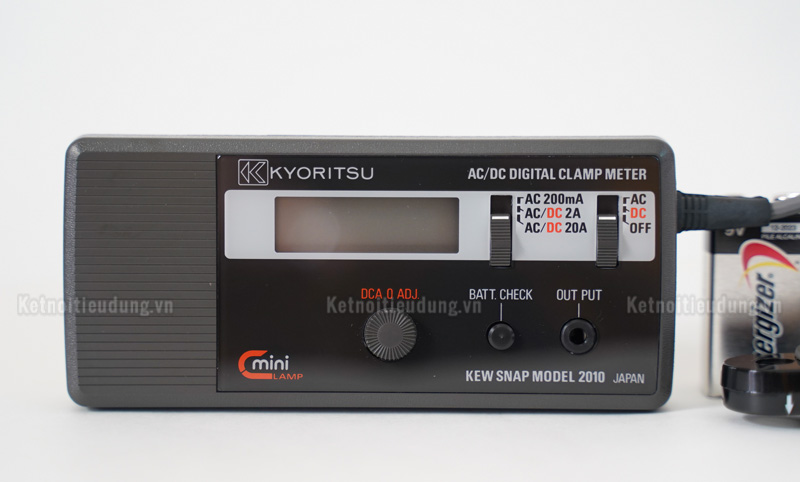 KYORITSU
AC/DC DIGITAL CLAMP METER
AC 200mA
AC/DC 2A
AC/DC 20A
AC
DC
OFF
9V
Ketnoitieudung.vn
Ketnoitieudung.vn
Ketnoitieudung.vn
DCA O ADJ
BATT. CHECK
OUT PUT
Energizer
mini
CLAMP
KEW SNAP MODEL 2010 JAPAN